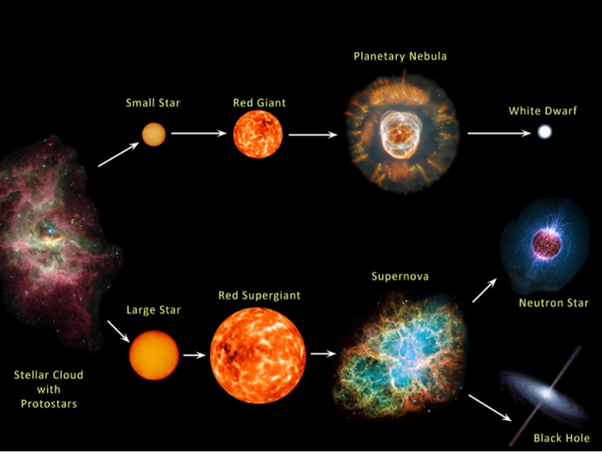 Planetary Nebula
Small Star
Red Giant
White Dwarf
Stellar Cloud
with
Protostars
Large Star
Red Supergiant
Supernova
Neutron Star
Black Hole